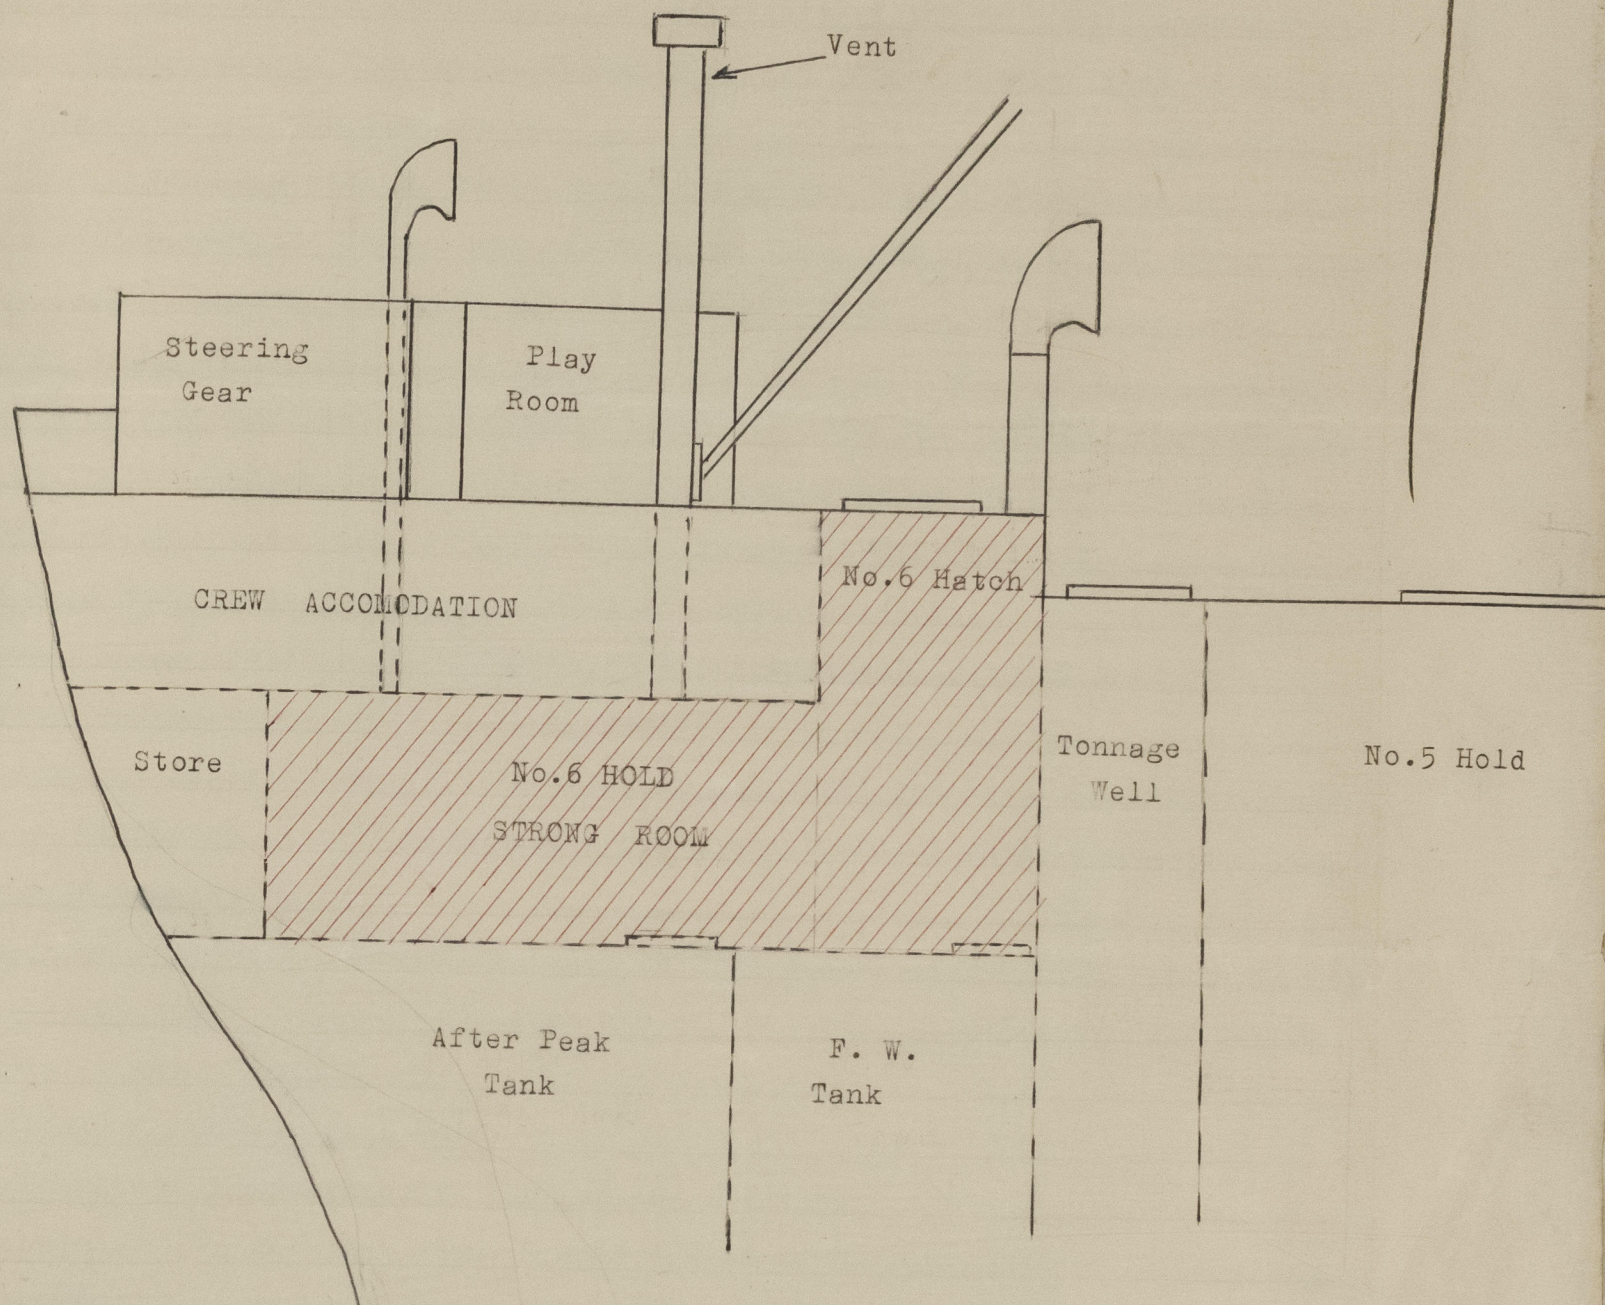 Vent
Steering
Gear
Play
Room
No.6 Hatch
CREW ACCOMODATION
Tonnage
Well
No.5 Hold
Store
No.6 HOLD
STRONG ROOM
After Peak
Tank
F. W.
Tank